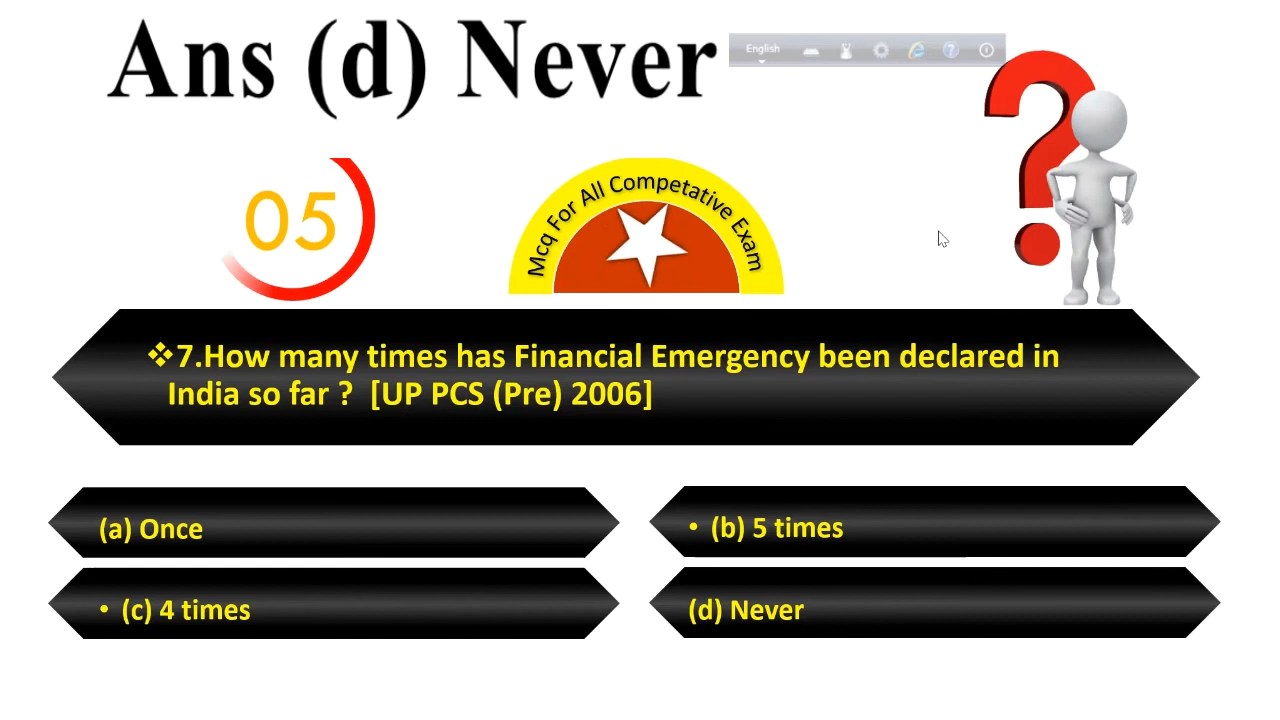 Ans (d) Never
English
05
Mcq For All Competative Exam
❖7.How many times has Financial Emergency been declared in
India so far ? [UP PCS (Pre) 2006]
(a) Once
• (b) 5 times
• (c) 4 times
(d) Never